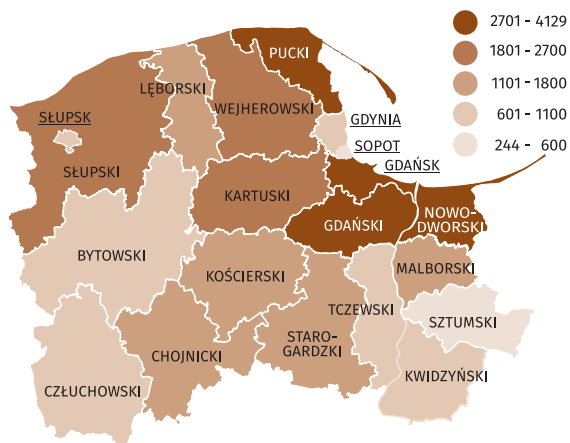 2701 - 4129
1801 - 2700
1101 - 1800
601 - 1100
244 - 600
PUCKI
LĘBORSKI
WEJHEROWSKI
SŁUPSK
GDYNIA
SOPOT
GDAŃSK
SŁUPSKI
KARTUSKI
GDAŃSKI
NOWO-
DWORSKI
BYTOWSKI
KOŚCIERSKI
MALBORSKI
TCZEWSKI
SZTUMSKI
STARO-
GARDZKI
CHOJNICKI
KWIDZYŃSKI
CZŁUCHOWSKI